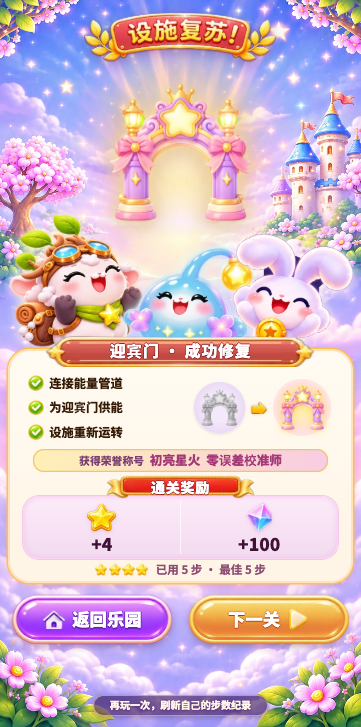 设施复苏！
迎宾门 · 成功修复
连接能量管道
为迎宾门供能
设施重新运转
获得荣誉称号 初亮星火 零误差校准师
通关奖励
+4 +100
已用 5 步 · 最佳 5 步
返回乐园 下一关
再玩一次，刷新自己的步数纪录